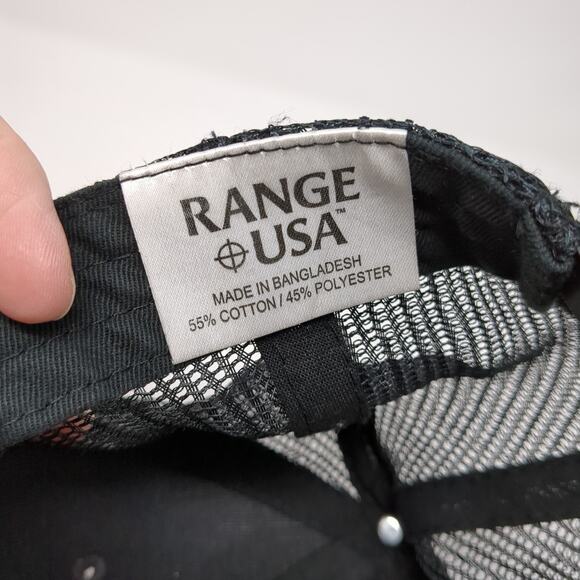 RANGE
USA™
MADE IN BANGLADESH
55% COTTON / 45% POLYESTER